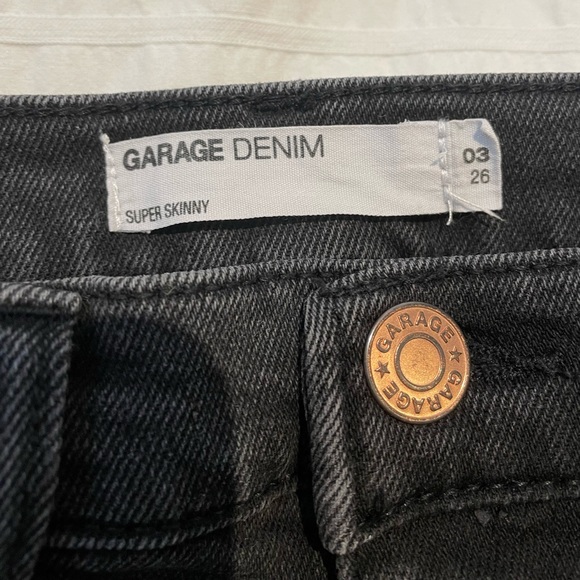 GARAGE DENIM
SUPER SKINNY
03
26
GARAGE ★ GARAGE ★